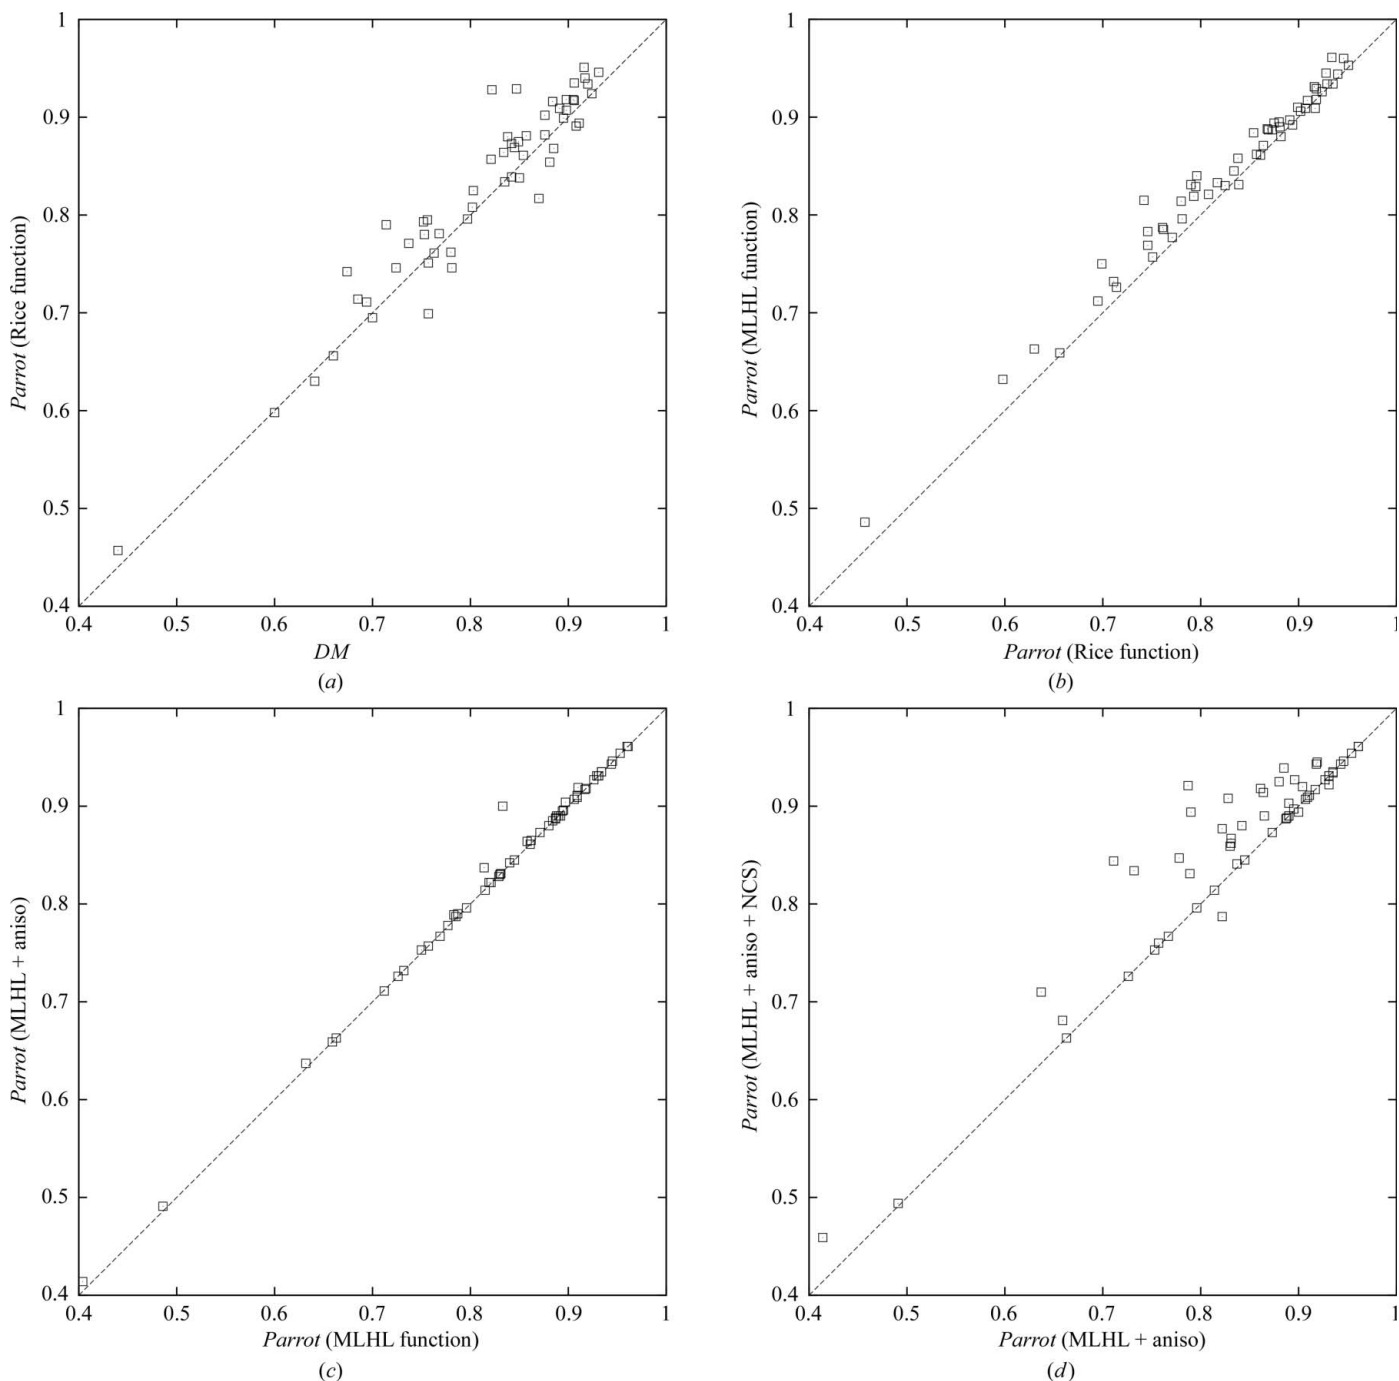 1
0.9
0.8
0.7
0.6
0.5
0.4
Parrot (Rice function)
0.4 0.5 0.6 0.7 0.8 0.9 1
DM
(a)
1
0.9
0.8
0.7
0.6
0.5
0.4
Parrot (MLHL function)
0.4 0.5 0.6 0.7 0.8 0.9 1
Parrot (Rice function)
(b)
1
0.9
0.8
0.7
0.6
0.5
0.4
Parrot (MLHL + aniso)
0.4 0.5 0.6 0.7 0.8 0.9 1
Parrot (MLHL function)
(c)
1
0.9
0.8
0.7
0.6
0.5
0.4
Parrot (MLHL + aniso + NCS)
0.4 0.5 0.6 0.7 0.8 0.9 1
Parrot (MLHL + aniso)
(d)